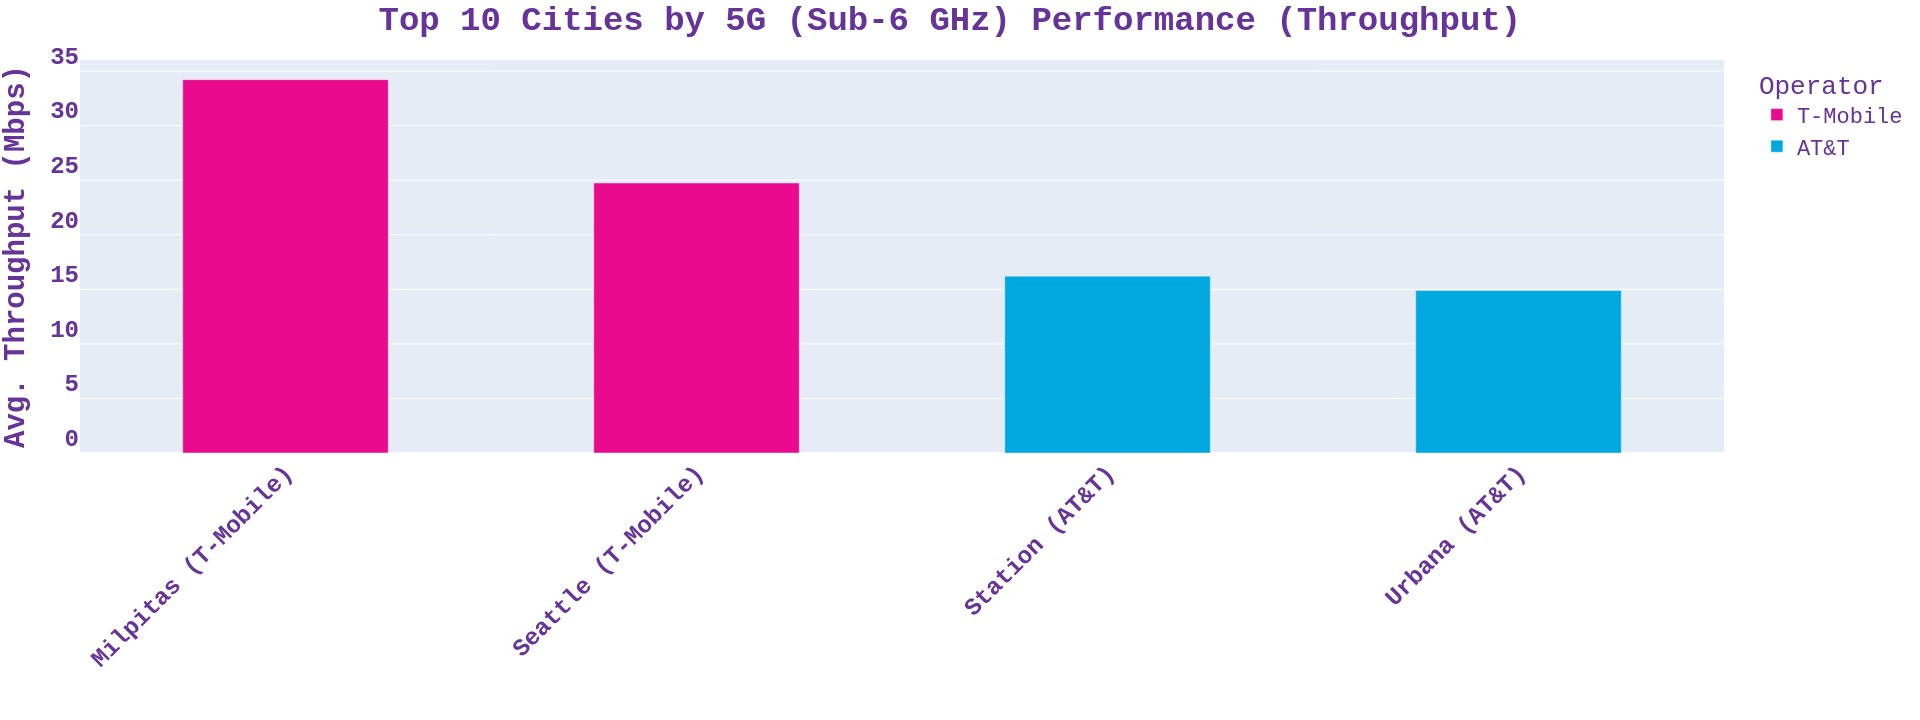 Top 10 Cities by 5G (Sub-6 GHz) Performance (Throughput)
Avg. Throughput (Mbps)
35
30
25
20
15
10
5
0
Milpitas (T-Mobile)
Seattle (T-Mobile)
Station (AT&T)
Urbana (AT&T)
Operator
T-Mobile
AT&T